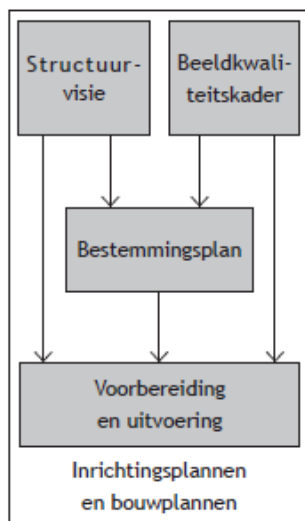 Structuur-
visie
Beeldkwali-
teitskader
Bestemmingsplan
Voorbereiding
en uitvoering
Inrichtingsplannen
en bouwplannen